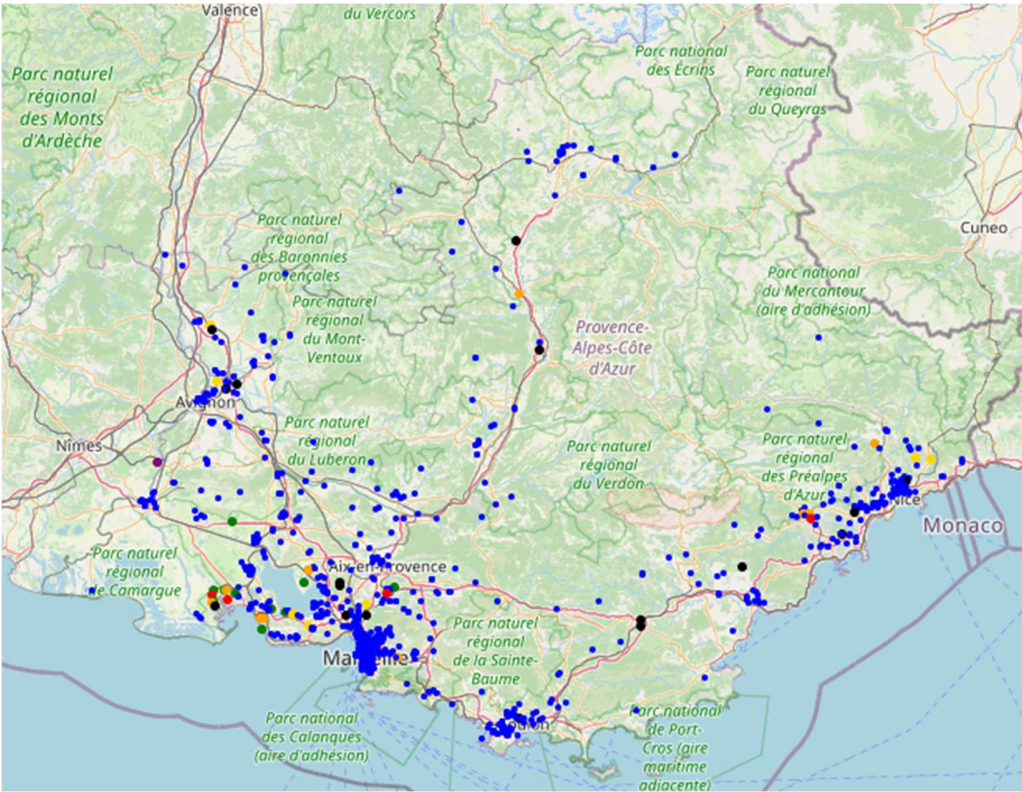 Valence
du Vercors
Parc national
des Écrins
Parc naturel
régional
du Queyras
Parc naturel
régional
des Monts
d'Ardèche
Parc naturel
régional
des Baronnies
provençales
Cuneo
Parc national
du Mercantour
(aire d'adhésion)
Parc naturel
régional
du Mont-
Ventoux
Provence-
Alpes-Côte
d'Azur
Avignon
Nîmes
Parc naturel
régional
du Luberon
Parc naturel
régional
du Verdon
Parc naturel
régional
des Préalpes
d'Azur
Nice
Monaco
Parc naturel
régional
de Camargue
Aix-en-Provence
Parc naturel
régional
de la Sainte-
Baume
Parc national
des Calanques
(aire d'adhésion)
Parc national
de Port-
Cros (aire
maritime
adjacente)